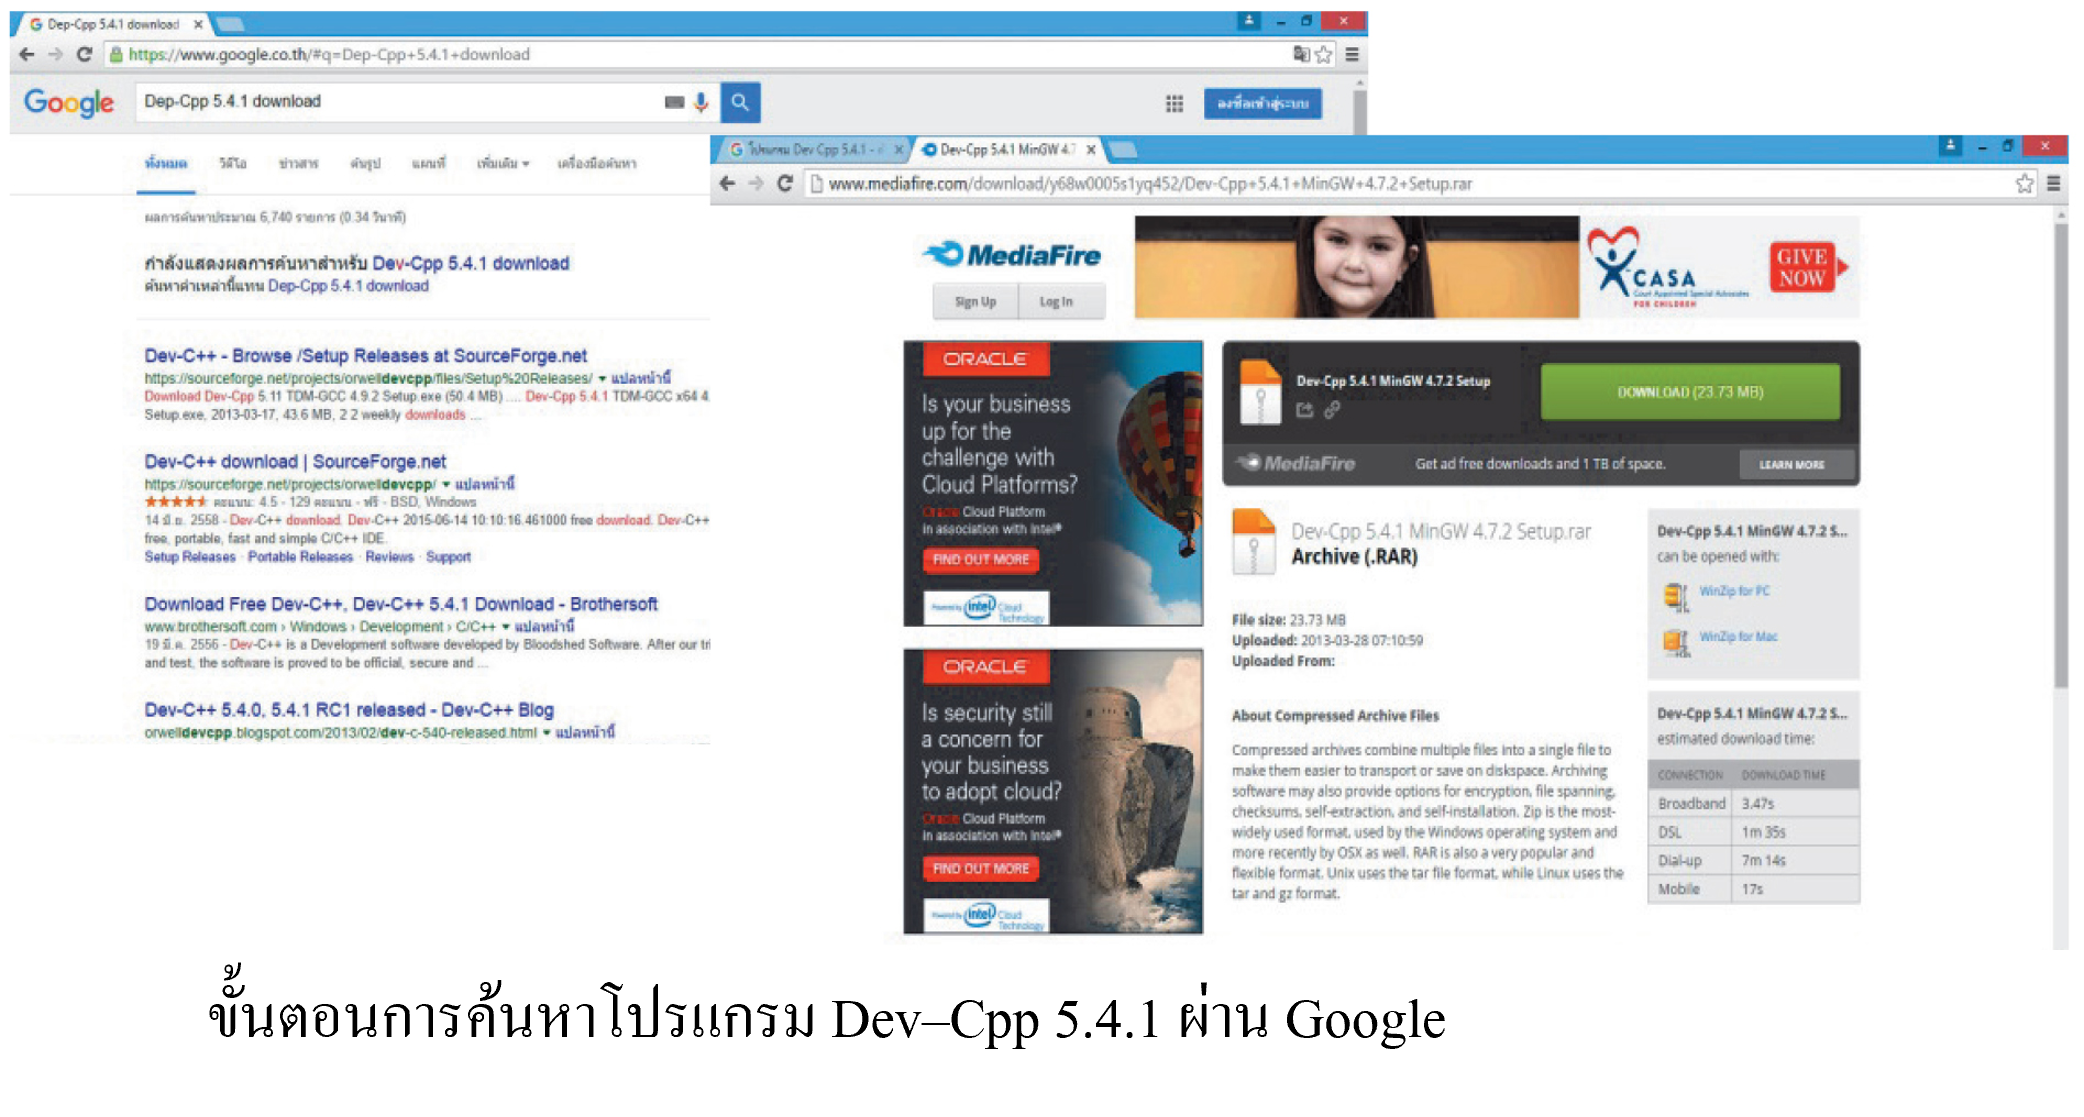 Dep-Cpp 5.4.1 download
https://www.google.co.th/#q=Dep-Cpp+5.4.1+download
Google
Dep-Cpp 5.4.1 download
ลงชื่อเข้าสู่ระบบ
ทั้งหมด วิดีโอ ข่าวสาร ค้นรูป แผนที่ เพิ่มเติม เครื่องมือค้นหา
ผลการค้นหาประมาณ 6,740 รายการ (0.34 วินาที)
กำลังแสดงผลการค้นหาสำหรับ Dev-Cpp 5.4.1 download
ค้นหาคำเหล่านี้แทน Dep-Cpp 5.4.1 download
Dev-C++ - Browse /Setup Releases at SourceForge.net
https://sourceforge.net/projects/orwelldevcpp/files/Setup%20Releases/ แปลหน้านี้
Download Dev-Cpp 5.11 TDM-GCC 4.9.2 Setup.exe (50.4 MB) .... Dev-Cpp 5.4.1 TDM-GCC x64 4
Setup.exe, 2013-03-17, 43.6 MB, 2 2 weekly downloads ...
Dev-C++ download | SourceForge.net
https://sourceforge.net/projects/orwelldevcpp/ แปลหน้านี้
คะแนน: 4.5 - 129 คะแนน - ฟรี - BSD, Windows
14 มิ.ย. 2558 - Dev-C++ download. Dev-C++ 2015-06-14 10:10:16.461000 free download. Dev-C++
free, portable, fast and simple C/C++ IDE.
Setup Releases · Portable Releases · Reviews · Support
Download Free Dev-C++, Dev-C++ 5.4.1 Download - Brothersoft
www.brothersoft.com › Windows › Development › C/C++ แปลหน้านี้
19 มี.ค. 2556 - Dev-C++ is a Development software developed by Bloodshed Software. After our tri
and test, the software is proved to be official, secure and ...
Dev-C++ 5.4.0, 5.4.1 RC1 released - Dev-C++ Blog
orwelldevcpp.blogspot.com/2013/02/dev-c-540-released.html แปลหน้านี้
โปรแกรม Dev Cpp 5.4.1 - Dev-Cpp 5.4.1 MinGW 4.7
www.mediafire.com/download/y68w0005s1yq452/Dev-Cpp+5.4.1+MinGW+4.7.2+Setup.rar
MediaFire
Sign Up Log In
CASA
Court Appointed Special Advocates
FOR CHILDREN
GIVE
NOW
ORACLE
Is your business
up for the
challenge with
Cloud Platforms?
Oracle Cloud Platform
in association with Intel®
FIND OUT MORE
Powered by intel Cloud
Technology
ORACLE
Is security still
a concern for
your business
to adopt cloud?
Oracle Cloud Platform
in association with Intel®
FIND OUT MORE
Powered by intel Cloud
Technology
Dev-Cpp 5.4.1 MinGW 4.7.2 Setup
DOWNLOAD (23.73 MB)
MediaFire Get ad free downloads and 1 TB of space. LEARN MORE
Dev-Cpp 5.4.1 MinGW 4.7.2 Setup.rar
Archive (.RAR)
File size: 23.73 MB
Uploaded: 2013-03-28 07:10:59
Uploaded From:
About Compressed Archive Files
Compressed archives combine multiple files into a single file to
make them easier to transport or save on diskspace. Archiving
software may also provide options for encryption, file spanning,
checksums, self-extraction, and self-installation. Zip is the most-
widely used format, used by the Windows operating system and
more recently by OSX as well. RAR is also a very popular and
flexible format. Unix uses the tar file format, while Linux uses the
tar and gz format.
Dev-Cpp 5.4.1 MinGW 4.7.2 S...
can be opened with:
WinZip for PC
WinZip for Mac
Dev-Cpp 5.4.1 MinGW 4.7.2 S...
estimated download time:
CONNECTION DOWNLOAD TIME
Broadband 3.47s
DSL 1m 35s
Dial-up 7m 14s
Mobile 17s
ขั้นตอนการค้นหาโปรแกรม Dev–Cpp 5.4.1 ผ่าน Google